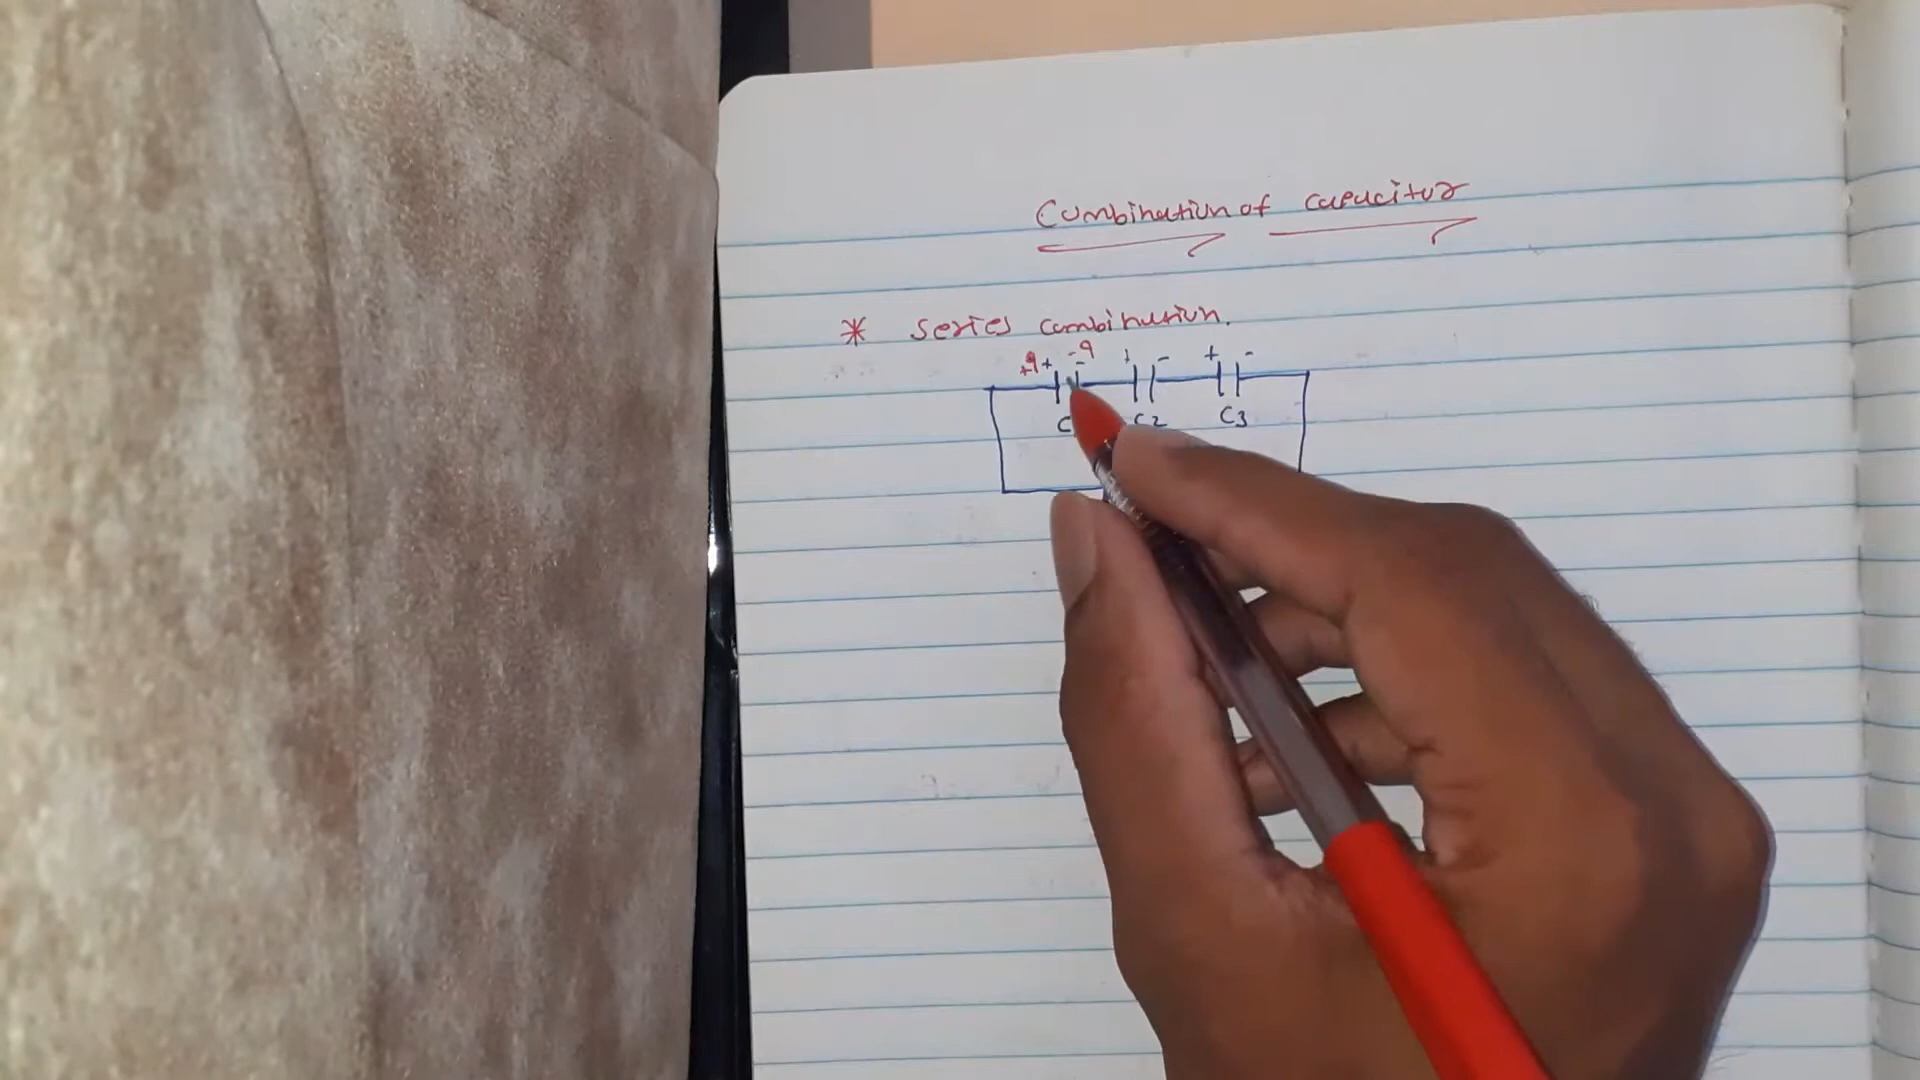 Combination of capacitor
* Series combination.
+q + - -q + - + -
C C2 C3